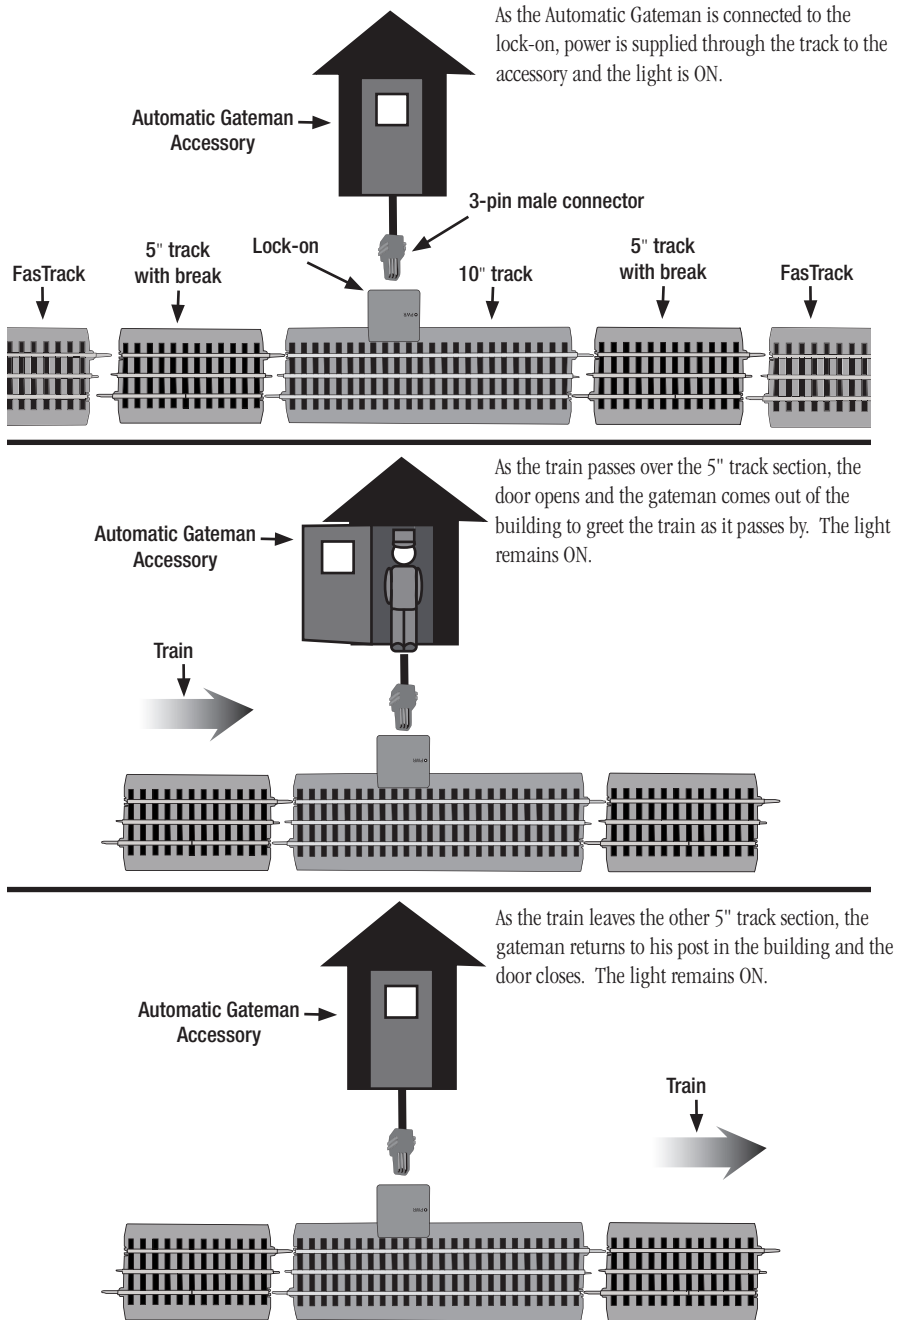 As the Automatic Gateman is connected to the
lock-on, power is supplied through the track to the
accessory and the light is ON.
Automatic Gateman
Accessory
3-pin male connector
Lock-on
5" track
with break
10" track
5" track
with break
FasTrack
FasTrack
PWR
As the train passes over the 5" track section, the
door opens and the gateman comes out of the
building to greet the train as it passes by. The light
remains ON.
Automatic Gateman
Accessory
Train
PWR
As the train leaves the other 5" track section, the
gateman returns to his post in the building and the
door closes. The light remains ON.
Automatic Gateman
Accessory
Train
PWR